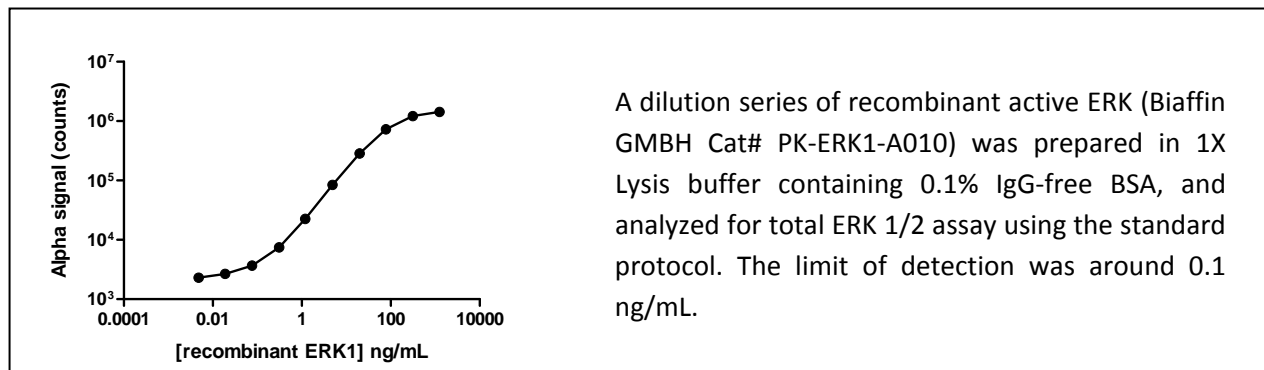 10⁷
10⁶
10⁵
10⁴
10³
Alpha signal (counts)
0.0001 0.01 1 100 10000
[recombinant ERK1] ng/mL
A dilution series of recombinant active ERK (Biaffin
GMBH Cat# PK-ERK1-A010) was prepared in 1X
Lysis buffer containing 0.1% IgG-free BSA, and
analyzed for total ERK 1/2 assay using the standard
protocol. The limit of detection was around 0.1
ng/mL.